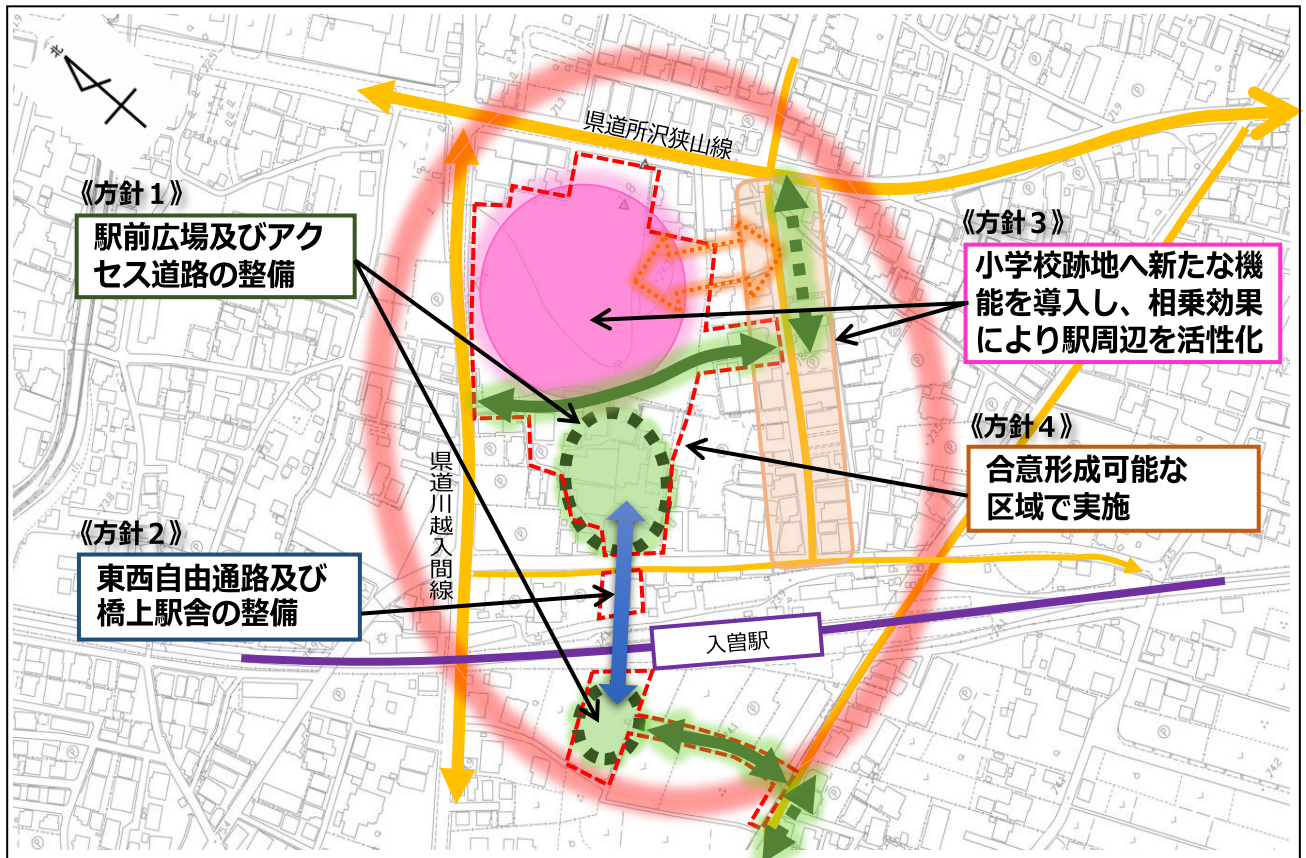 北
県道所沢狭山線
《方針１》
駅前広場及びアク
セス道路の整備
《方針３》
小学校跡地へ新たな機
能を導入し、相乗効果
により駅周辺を活性化
《方針４》
合意形成可能な
区域で実施
県道川越入間線
《方針２》
東西自由通路及び
橋上駅舎の整備
入曽駅